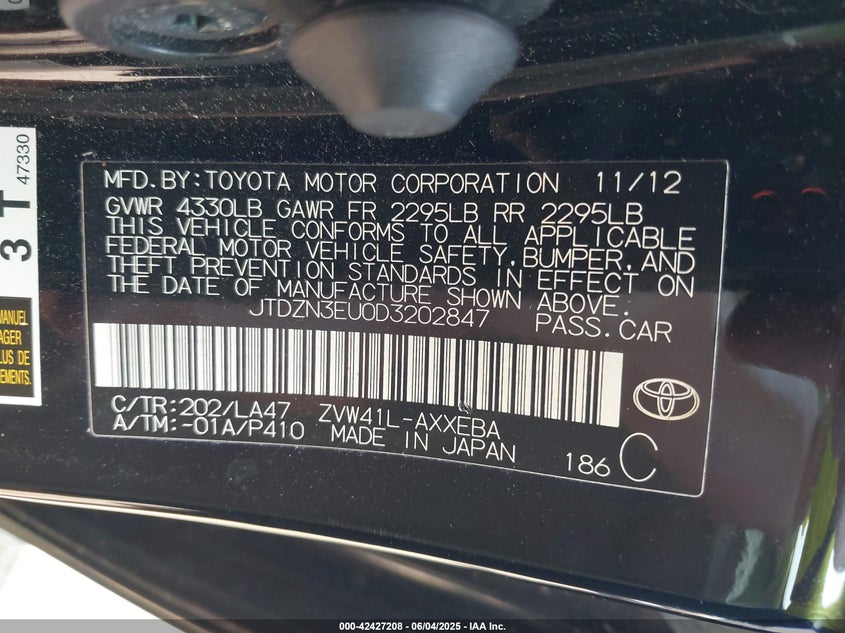 MFD.BY:TOYOTA MOTOR CORPORATION 11/12
GVWR 4330LB GAWR FR 2295LB RR 2295LB
THIS VEHICLE CONFORMS TO ALL APPLICABLE
FEDERAL MOTOR VEHICLE SAFETY,BUMPER,AND
THEFT PREVENTION STANDARDS IN EFFECT ON
THE DATE OF MANUFACTURE SHOWN ABOVE.
JTDZN3EU0D3202847 PASS.CAR
C/TR:202/LA47 ZVW41L-AXXEBA
A/TM:-01A/P410 MADE IN JAPAN
186 C
3 T
47330
MANUEL
LUS DE
000-42427208 - 06/04/2025 - IAA Inc.